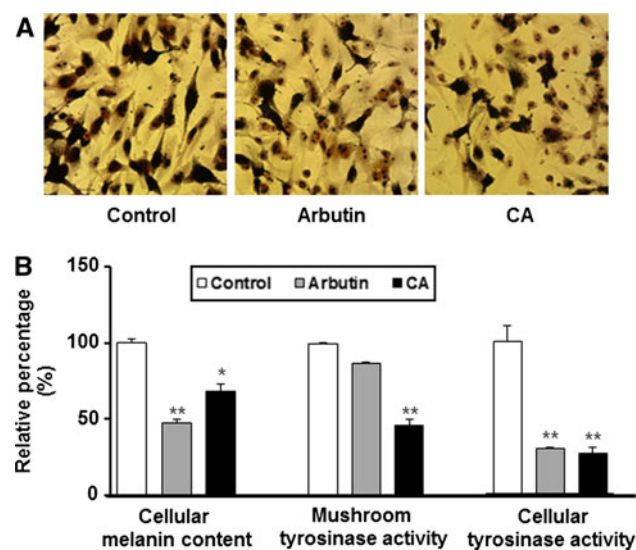 A
Control Arbutin CA
B
Relative percentage
(%)
150
100
50
0
Control Arbutin CA
** *
**
** **
Cellular
melanin content
Mushroom
tyrosinase activity
Cellular
tyrosinase activity